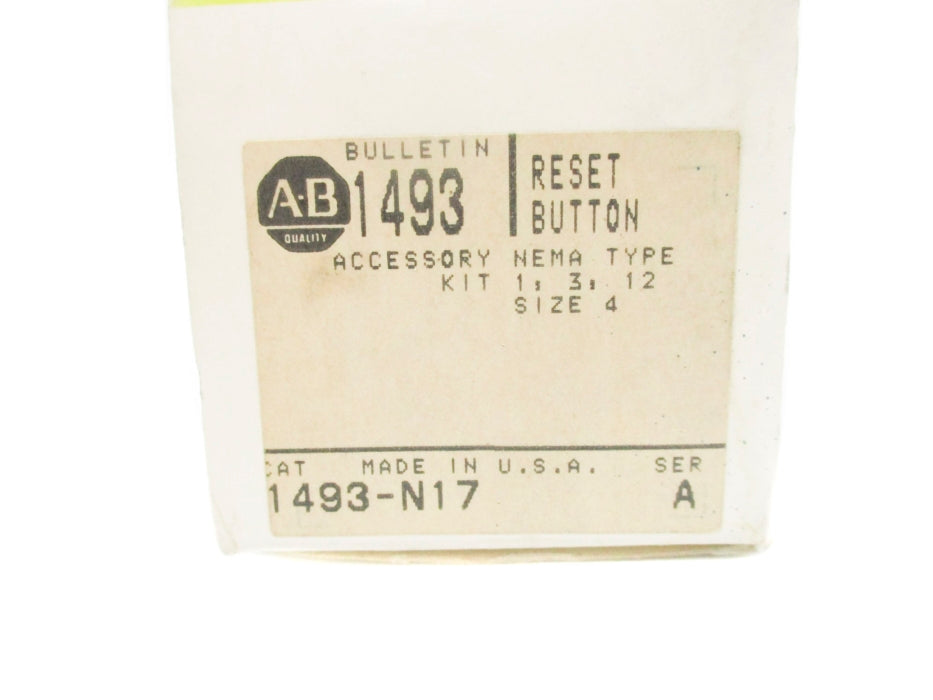 BULLETIN
1493
RESET
BUTTON
A-B
QUALITY
ACCESSORY NEMA TYPE
KIT 1, 3, 12
SIZE 4
CAT MADE IN U.S.A. SER
1493-N17 A